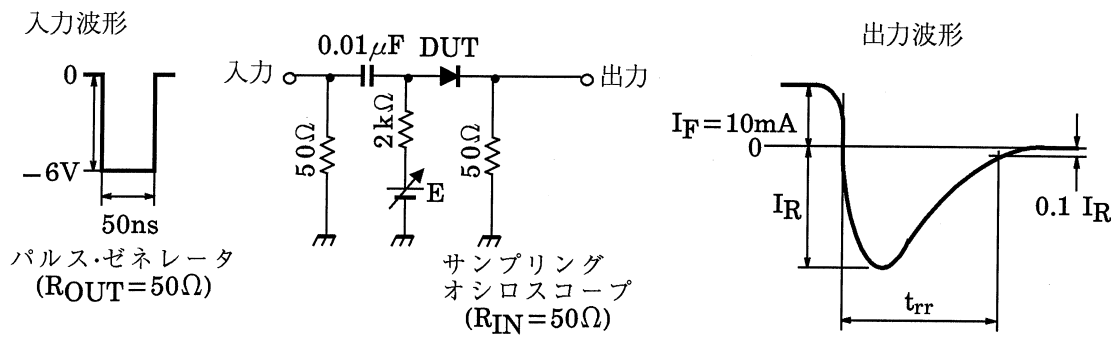 入力波形
0
−6V
50ns
パルス・ゼネレータ
(ROUT=50Ω)
0.01μF DUT
入力
出力
50Ω
2kΩ
E
50Ω
サンプリング
オシロスコープ
(RIN=50Ω)
出力波形
IF=10mA
0
IR
0.1 IR
trr